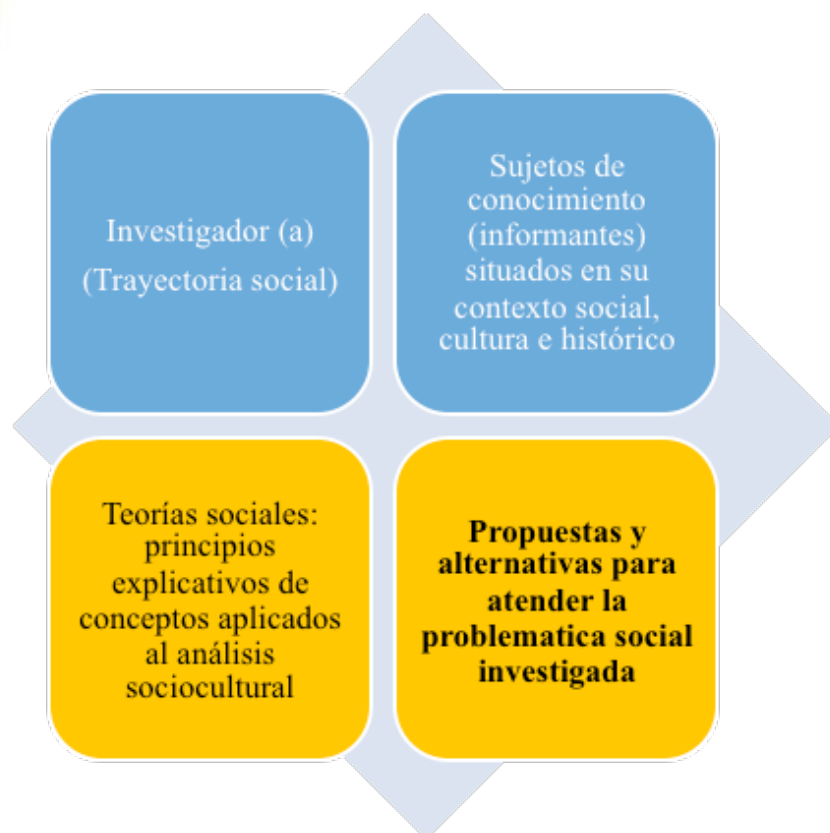 Investigador (a)
(Trayectoria social)
Sujetos de
conocimiento
(informantes)
situados en su
contexto social,
cultura e histórico
Teorías sociales:
principios
explicativos de
conceptos aplicados
al análisis
sociocultural
Propuestas y
alternativas para
atender la
problematica social
investigada